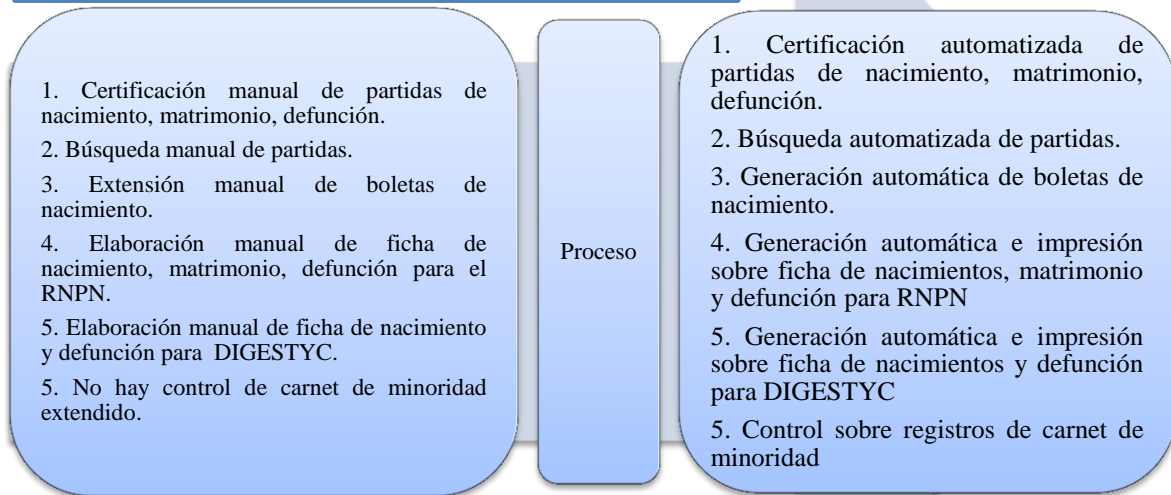 1. Certificación manual de partidas de
nacimiento, matrimonio, defunción.
2. Búsqueda manual de partidas.
3. Extensión manual de boletas de
nacimiento.
4. Elaboración manual de ficha de
nacimiento, matrimonio, defunción para el
RNPN.
5. Elaboración manual de ficha de nacimiento
y defunción para DIGESTYC.
5. No hay control de carnet de minoridad
extendido.
Proceso
1. Certificación automatizada de
partidas de nacimiento, matrimonio,
defunción.
2. Búsqueda automatizada de partidas.
3. Generación automática de boletas de
nacimiento.
4. Generación automática e impresión
sobre ficha de nacimientos, matrimonio
y defunción para RNPN
5. Generación automática e impresión
sobre ficha de nacimientos y defunción
para DIGESTYC
5. Control sobre registros de carnet de
minoridad